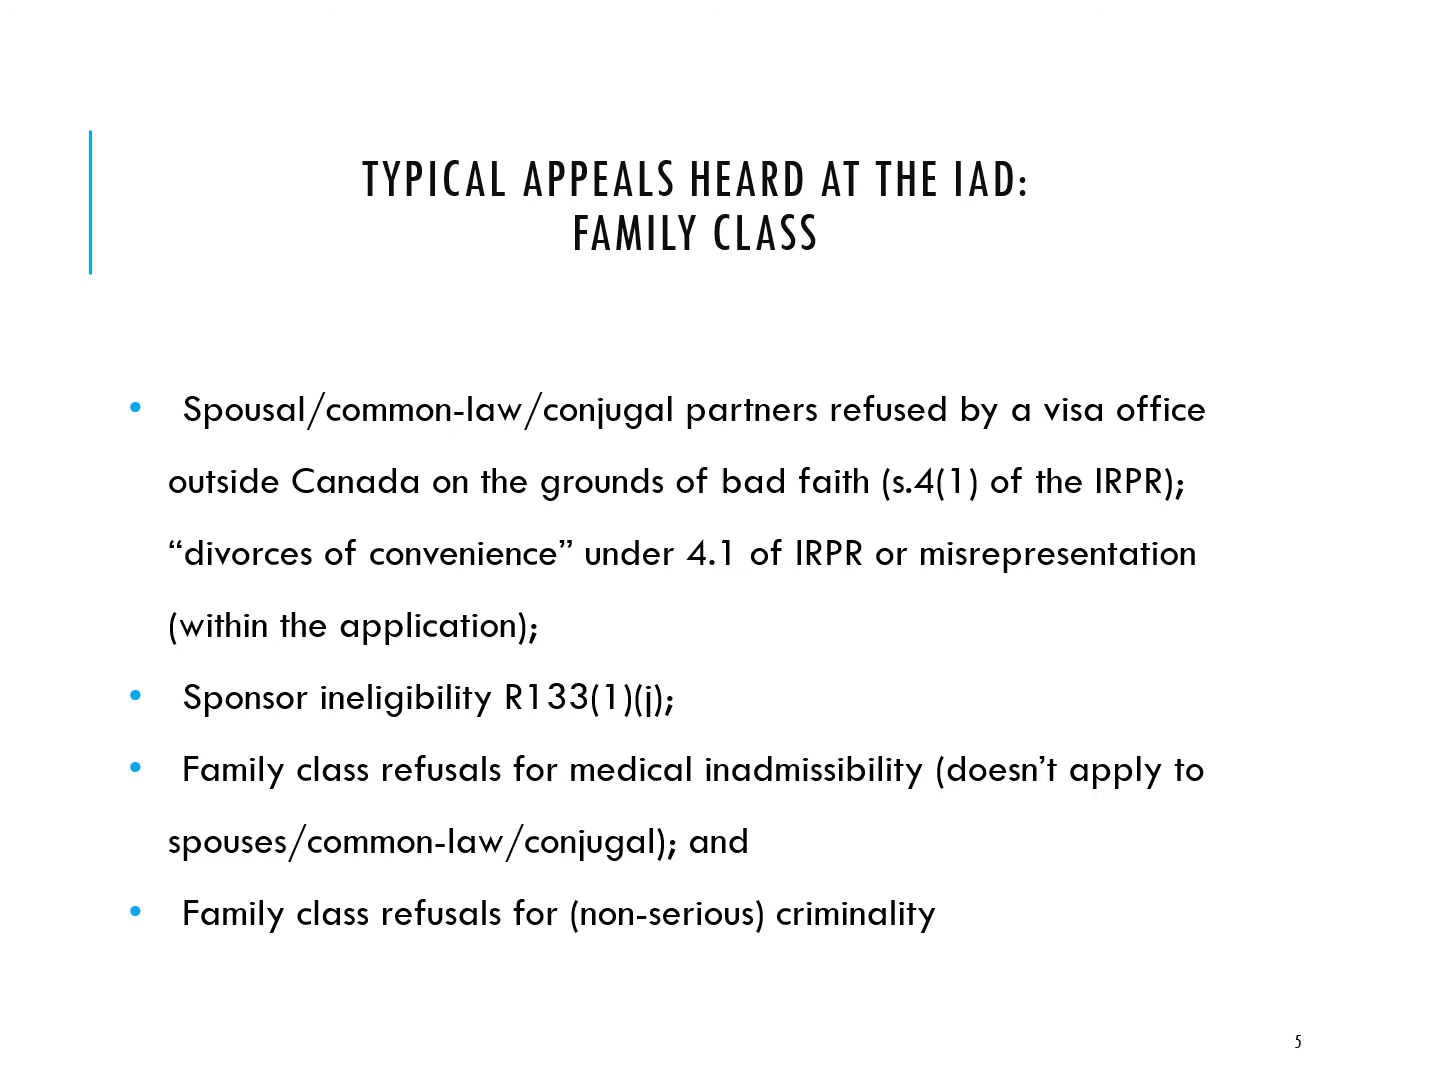 TYPICAL APPEALS HEARD AT THE IAD:
FAMILY CLASS
• Spousal/common-law/conjugal partners refused by a visa office
outside Canada on the grounds of bad faith (s.4(1) of the IRPR);
“divorces of convenience” under 4.1 of IRPR or misrepresentation
(within the application);
• Sponsor ineligibility R133(1)(j);
• Family class refusals for medical inadmissibility (doesn’t apply to
spouses/common-law/conjugal); and
• Family class refusals for (non-serious) criminality
5